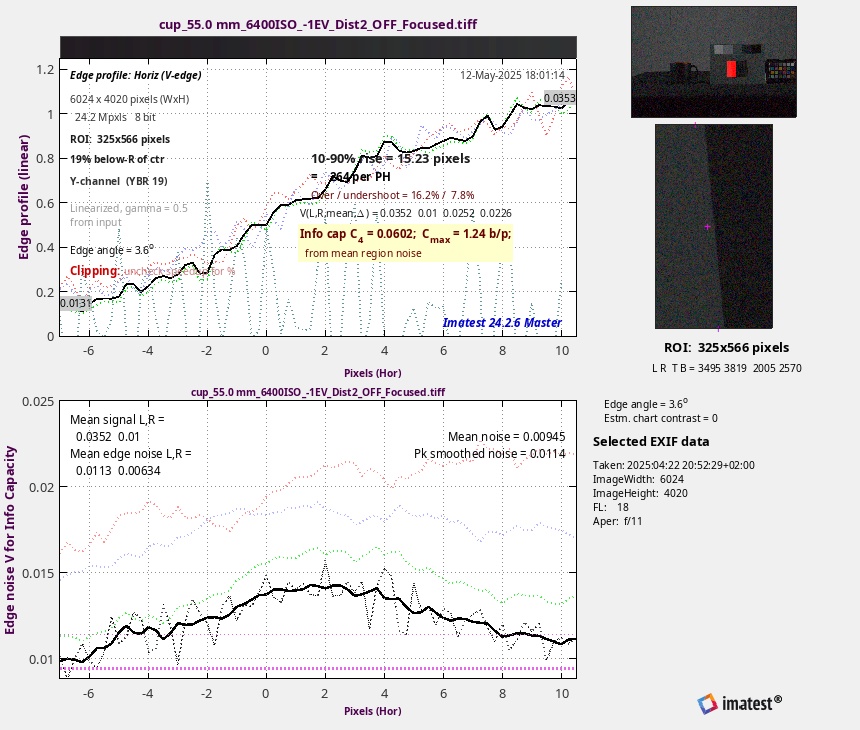 cup_55.0 mm_6400ISO_-1EV_Dist2_OFF_Focused.tiff
Edge profile (linear)
1.2
1
0.8
0.6
0.4
0.2
0
Edge profile: Horiz (V-edge)
12-May-2025 18:01:14
6024 x 4020 pixels (WxH)
24.2 Mpxls 8 bit
0.0353
ROI: 325x566 pixels
19% below-R of ctr
10-90% rise = 15.23 pixels
Y-channel (YBR 19)
= 264 per PH
Over / undershoot = 16.2% / 7.8%
Linearized, gamma = 0.5
from input
V(L,R,mean,Δ) = 0.0352 0.01 0.0252 0.0226
Info cap C4 = 0.0602; Cmax = 1.24 b/p;
Edge angle = 3.6o
from mean region noise
Clipping: uncheck speedup for %
0.0131
Imatest 24.2.6 Master
-6 -4 -2 0 2 4 6 8 10
Pixels (Hor)
cup_55.0 mm_6400ISO_-1EV_Dist2_OFF_Focused.tiff
Edge noise V for Info Capacity
0.025
0.02
0.015
0.01
Mean signal L,R =
0.0352 0.01
Mean edge noise L,R =
0.0113 0.00634
Mean noise = 0.00945
Pk smoothed noise = 0.0114
-6 -4 -2 0 2 4 6 8 10
Pixels (Hor)
ROI: 325x566 pixels
L R T B = 3495 3819 2005 2570
Edge angle = 3.6o
Estm. chart contrast = 0
Selected EXIF data
Taken: 2025:04:22 20:52:29+02:00
ImageWidth: 6024
ImageHeight: 4020
FL: 18
Aper: f/11
imatest®